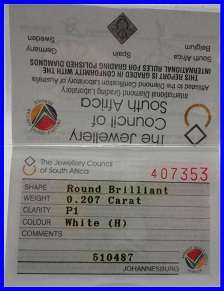 The Jewellery
Council of
South Africa
International Diamond Grading Laboratory
Affiliated to the Diamond Certification Laboratory of Australia
THIS REPORT IS GRADED IN CONFORMITY WITH THE
INTERNATIONAL RULES FOR GRADING POLISHED DIAMONDS
South Africa
Germany
Spain
Belgium
Sweden
407353
The Jewellery Council
of South Africa
SHAPE Round Brilliant
WEIGHT 0.207 Carat
CLARITY P1
COLOUR White (H)
COMMENTS
510487
JOHANNESBURG